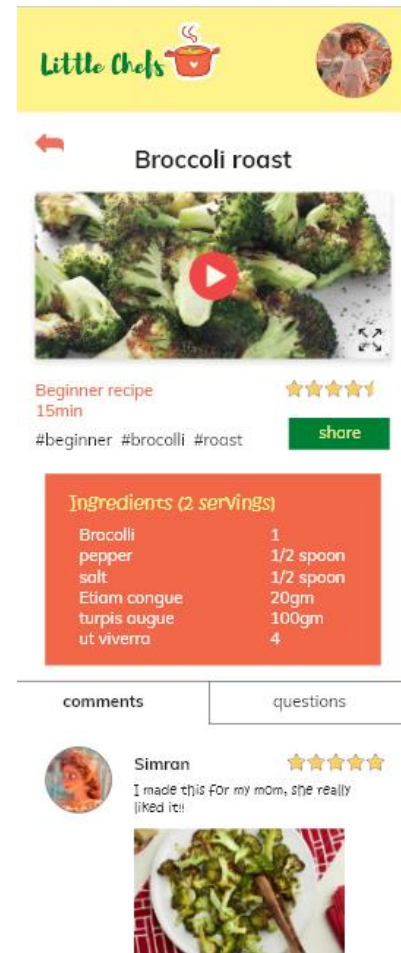 Little Chefs
Broccoli roast
Beginner recipe
15min
#beginner #brocolli #roast
share
Ingredients (2 servings)
Brocolli 1
pepper 1/2 spoon
salt 1/2 spoon
Etiam congue 20gm
turpis augue 100gm
ut viverra 4
comments questions
Simran
I made this for my mom, she really
liked it!!